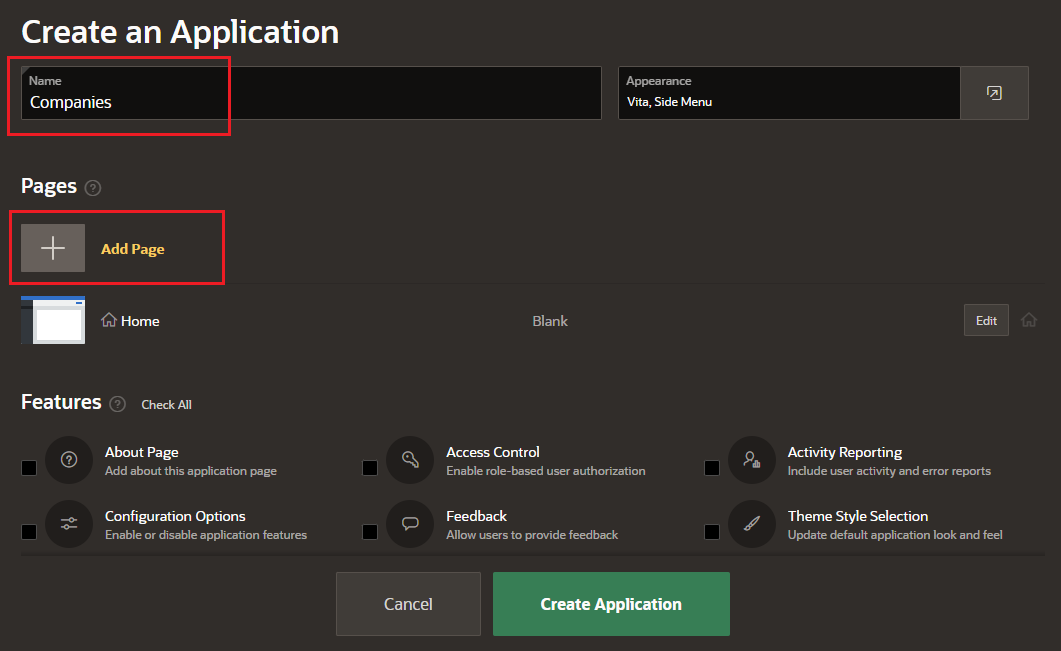 Create an Application
Name
Companies
Appearance
Vita, Side Menu
Pages ?
Add Page
Home
Blank
Edit
Features ? Check All
About Page
Add about this application page
Access Control
Enable role-based user authorization
Activity Reporting
Include user activity and error reports
Configuration Options
Enable or disable application features
Feedback
Allow users to provide feedback
Theme Style Selection
Update default application look and feel
Cancel
Create Application